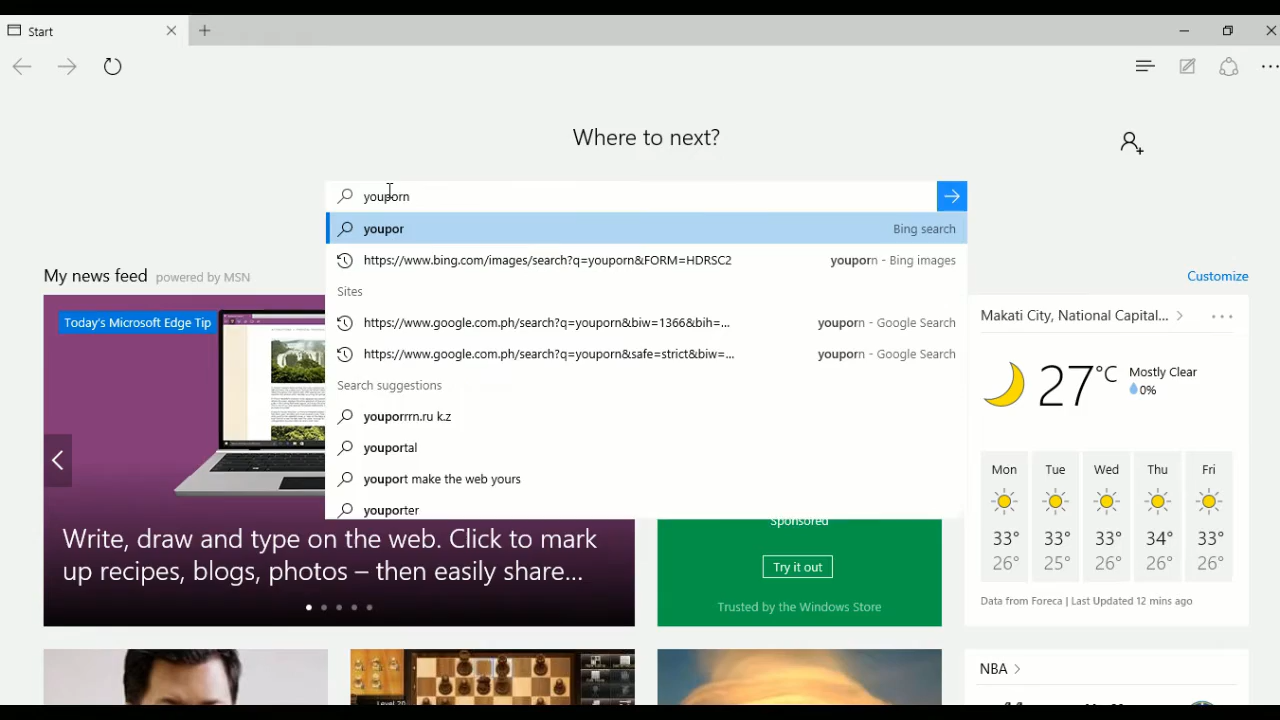 Start
Where to next?
youporn
youpor Bing search
https://www.bing.com/images/search?q=youporn&FORM=HDRSC2 youporn - Bing images
Sites
https://www.google.com.ph/search?q=youporn&biw=1366&bih=... youporn - Google Search
https://www.google.com.ph/search?q=youporn&safe=strict&biw=... youporn - Google Search
Search suggestions
youporrrn.ru k.z
youportal
youport make the web yours
youporter
My news feed powered by MSN
Customize
Today's Microsoft Edge Tip
Write, draw and type on the web. Click to mark
up recipes, blogs, photos – then easily share...
Sponsored
Try it out
Trusted by the Windows Store
Makati City, National Capital...
27°C
Mostly Clear
0%
Mon Tue Wed Thu Fri
33° 33° 33° 34° 33°
26° 25° 26° 26° 26°
Data from Foreca | Last Updated 12 mins ago
NBA
Level 20